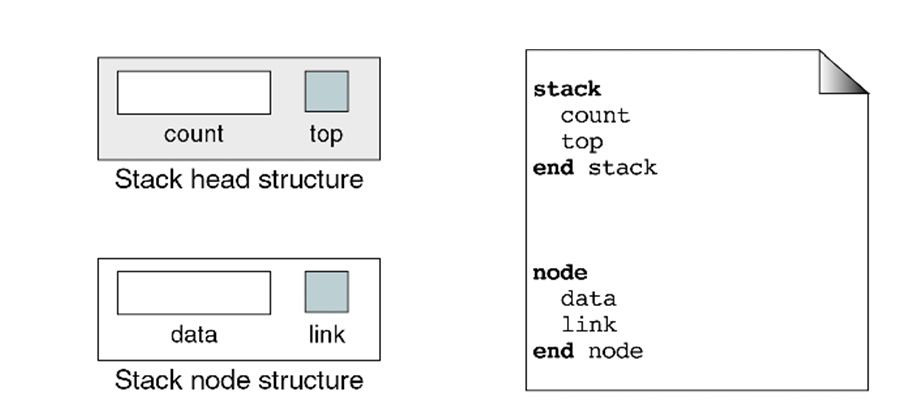 count top
Stack head structure
data link
Stack node structure
stack
count
top
end stack
node
data
link
end node